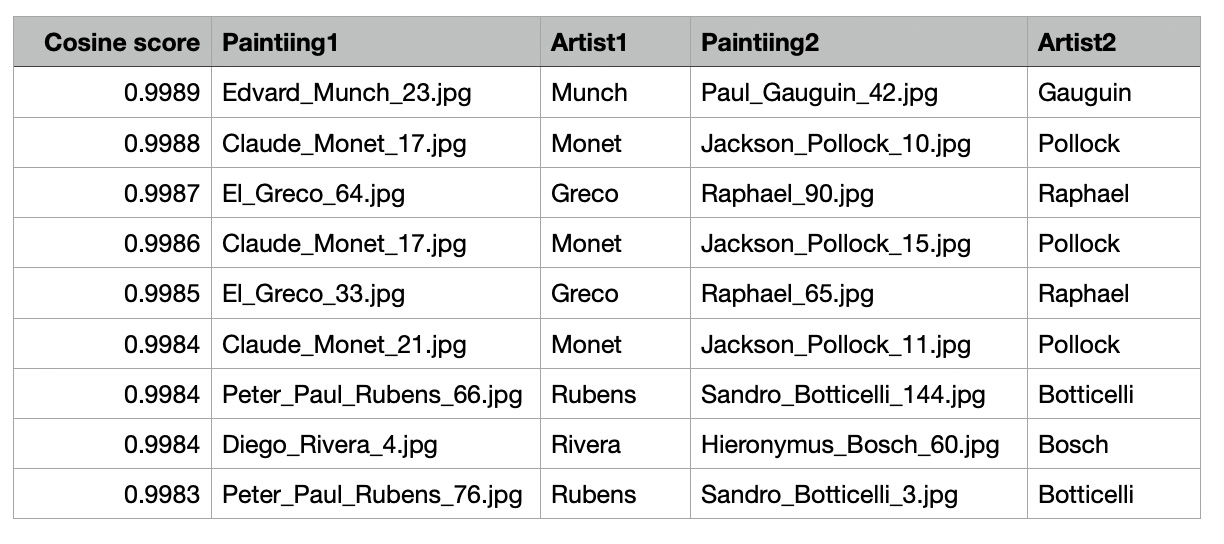 Cosine score Paintiing1 Artist1 Paintiing2 Artist2
0.9989 Edvard_Munch_23.jpg Munch Paul_Gauguin_42.jpg Gauguin
0.9988 Claude_Monet_17.jpg Monet Jackson_Pollock_10.jpg Pollock
0.9987 El_Greco_64.jpg Greco Raphael_90.jpg Raphael
0.9986 Claude_Monet_17.jpg Monet Jackson_Pollock_15.jpg Pollock
0.9985 El_Greco_33.jpg Greco Raphael_65.jpg Raphael
0.9984 Claude_Monet_21.jpg Monet Jackson_Pollock_11.jpg Pollock
0.9984 Peter_Paul_Rubens_66.jpg Rubens Sandro_Botticelli_144.jpg Botticelli
0.9984 Diego_Rivera_4.jpg Rivera Hieronymus_Bosch_60.jpg Bosch
0.9983 Peter_Paul_Rubens_76.jpg Rubens Sandro_Botticelli_3.jpg Botticelli